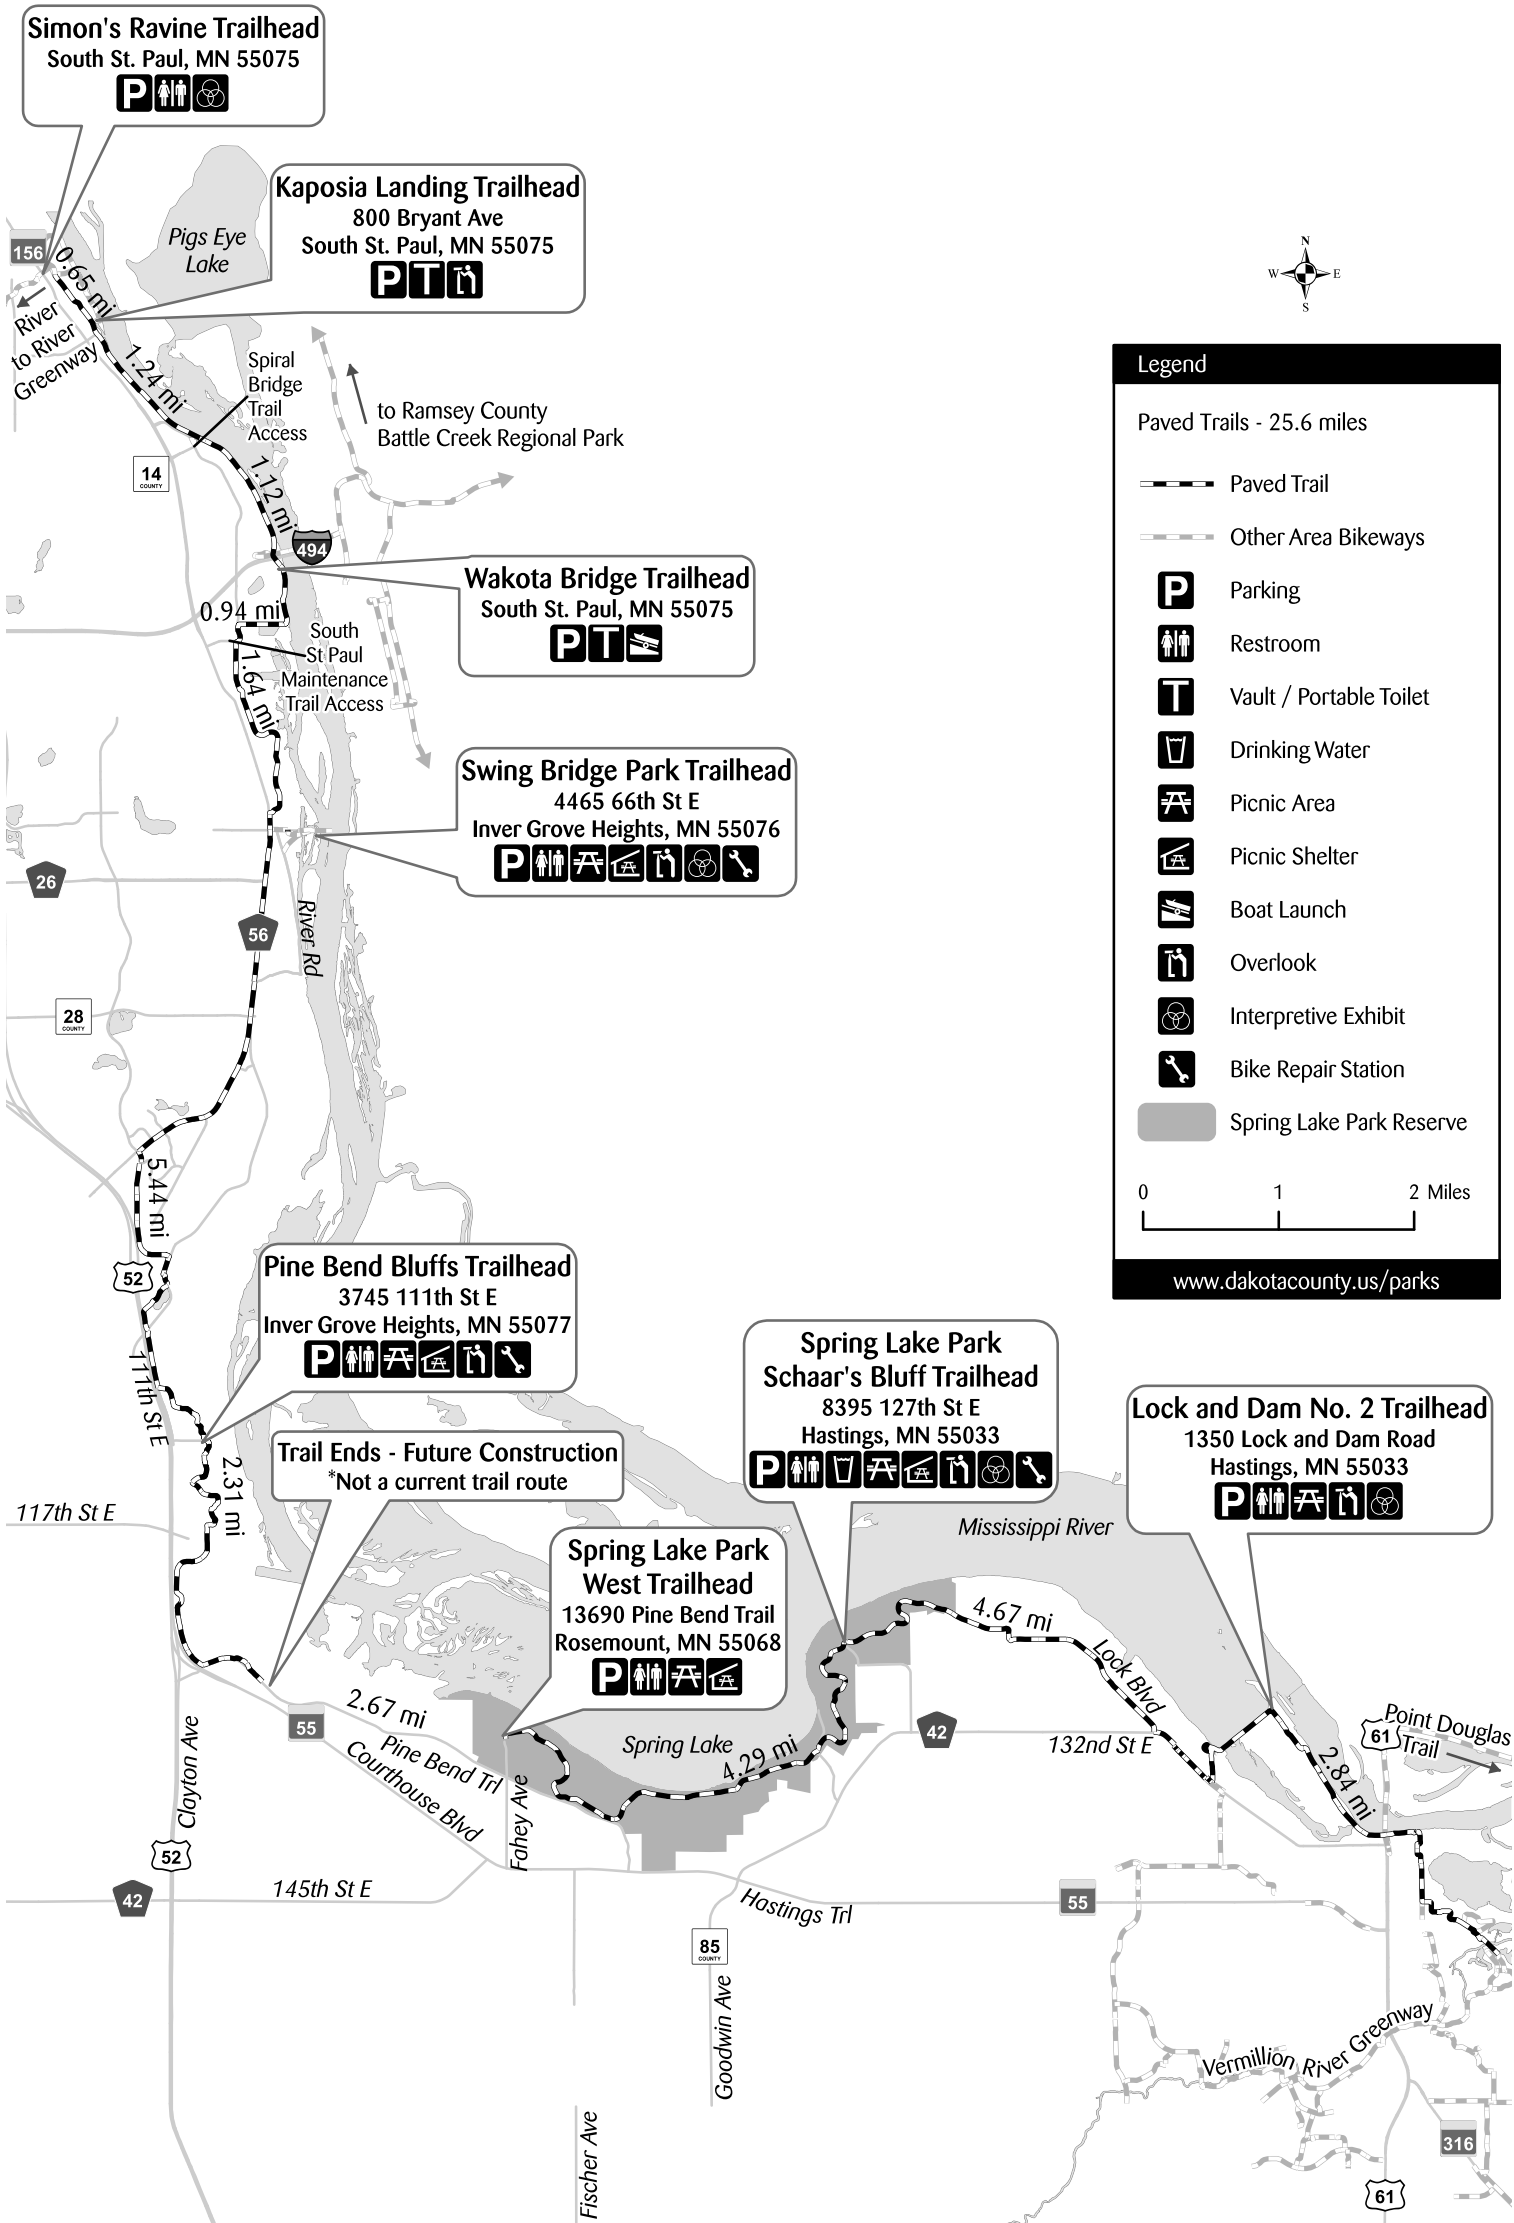 Simon's Ravine Trailhead
South St. Paul, MN 55075
P
Kaposia Landing Trailhead
800 Bryant Ave
South St. Paul, MN 55075
P T
Pigs Eye
Lake
156
0.65 mi
River
to River
Greenway
1.24 mi
Spiral
Bridge
Trail
Access
to Ramsey County
Battle Creek Regional Park
14
COUNTY
1.12 mi
494
Wakota Bridge Trailhead
South St. Paul, MN 55075
P T
0.94 mi
South
St Paul
Maintenance
Trail Access
1.64 mi
Swing Bridge Park Trailhead
4465 66th St E
Inver Grove Heights, MN 55076
P
26
56
River Rd
28
COUNTY
5.44 mi
52
Pine Bend Bluffs Trailhead
3745 111th St E
Inver Grove Heights, MN 55077
P
111th St E
2.31 mi
117th St E
Trail Ends - Future Construction
*Not a current trail route
Spring Lake Park
West Trailhead
13690 Pine Bend Trail
Rosemount, MN 55068
P
Spring Lake Park
Schaar's Bluff Trailhead
8395 127th St E
Hastings, MN 55033
P
Lock and Dam No. 2 Trailhead
1350 Lock and Dam Road
Hastings, MN 55033
P
Mississippi River
4.67 mi
Lock Blvd
2.67 mi
55
Pine Bend Trl
Courthouse Blvd
Clayton Ave
Fahey Ave
Spring Lake
4.29 mi
42
132nd St E
61
Point Douglas
Trail
2.84 mi
52
42
145th St E
Hastings Trl
55
85
COUNTY
Goodwin Ave
Fischer Ave
Vermillion River Greenway
316
61
N
W E
S
Legend
Paved Trails - 25.6 miles
Paved Trail
Other Area Bikeways
P Parking
Restroom
T Vault / Portable Toilet
Drinking Water
Picnic Area
Picnic Shelter
Boat Launch
Overlook
Interpretive Exhibit
Bike Repair Station
Spring Lake Park Reserve
0 1 2 Miles
www.dakotacounty.us/parks